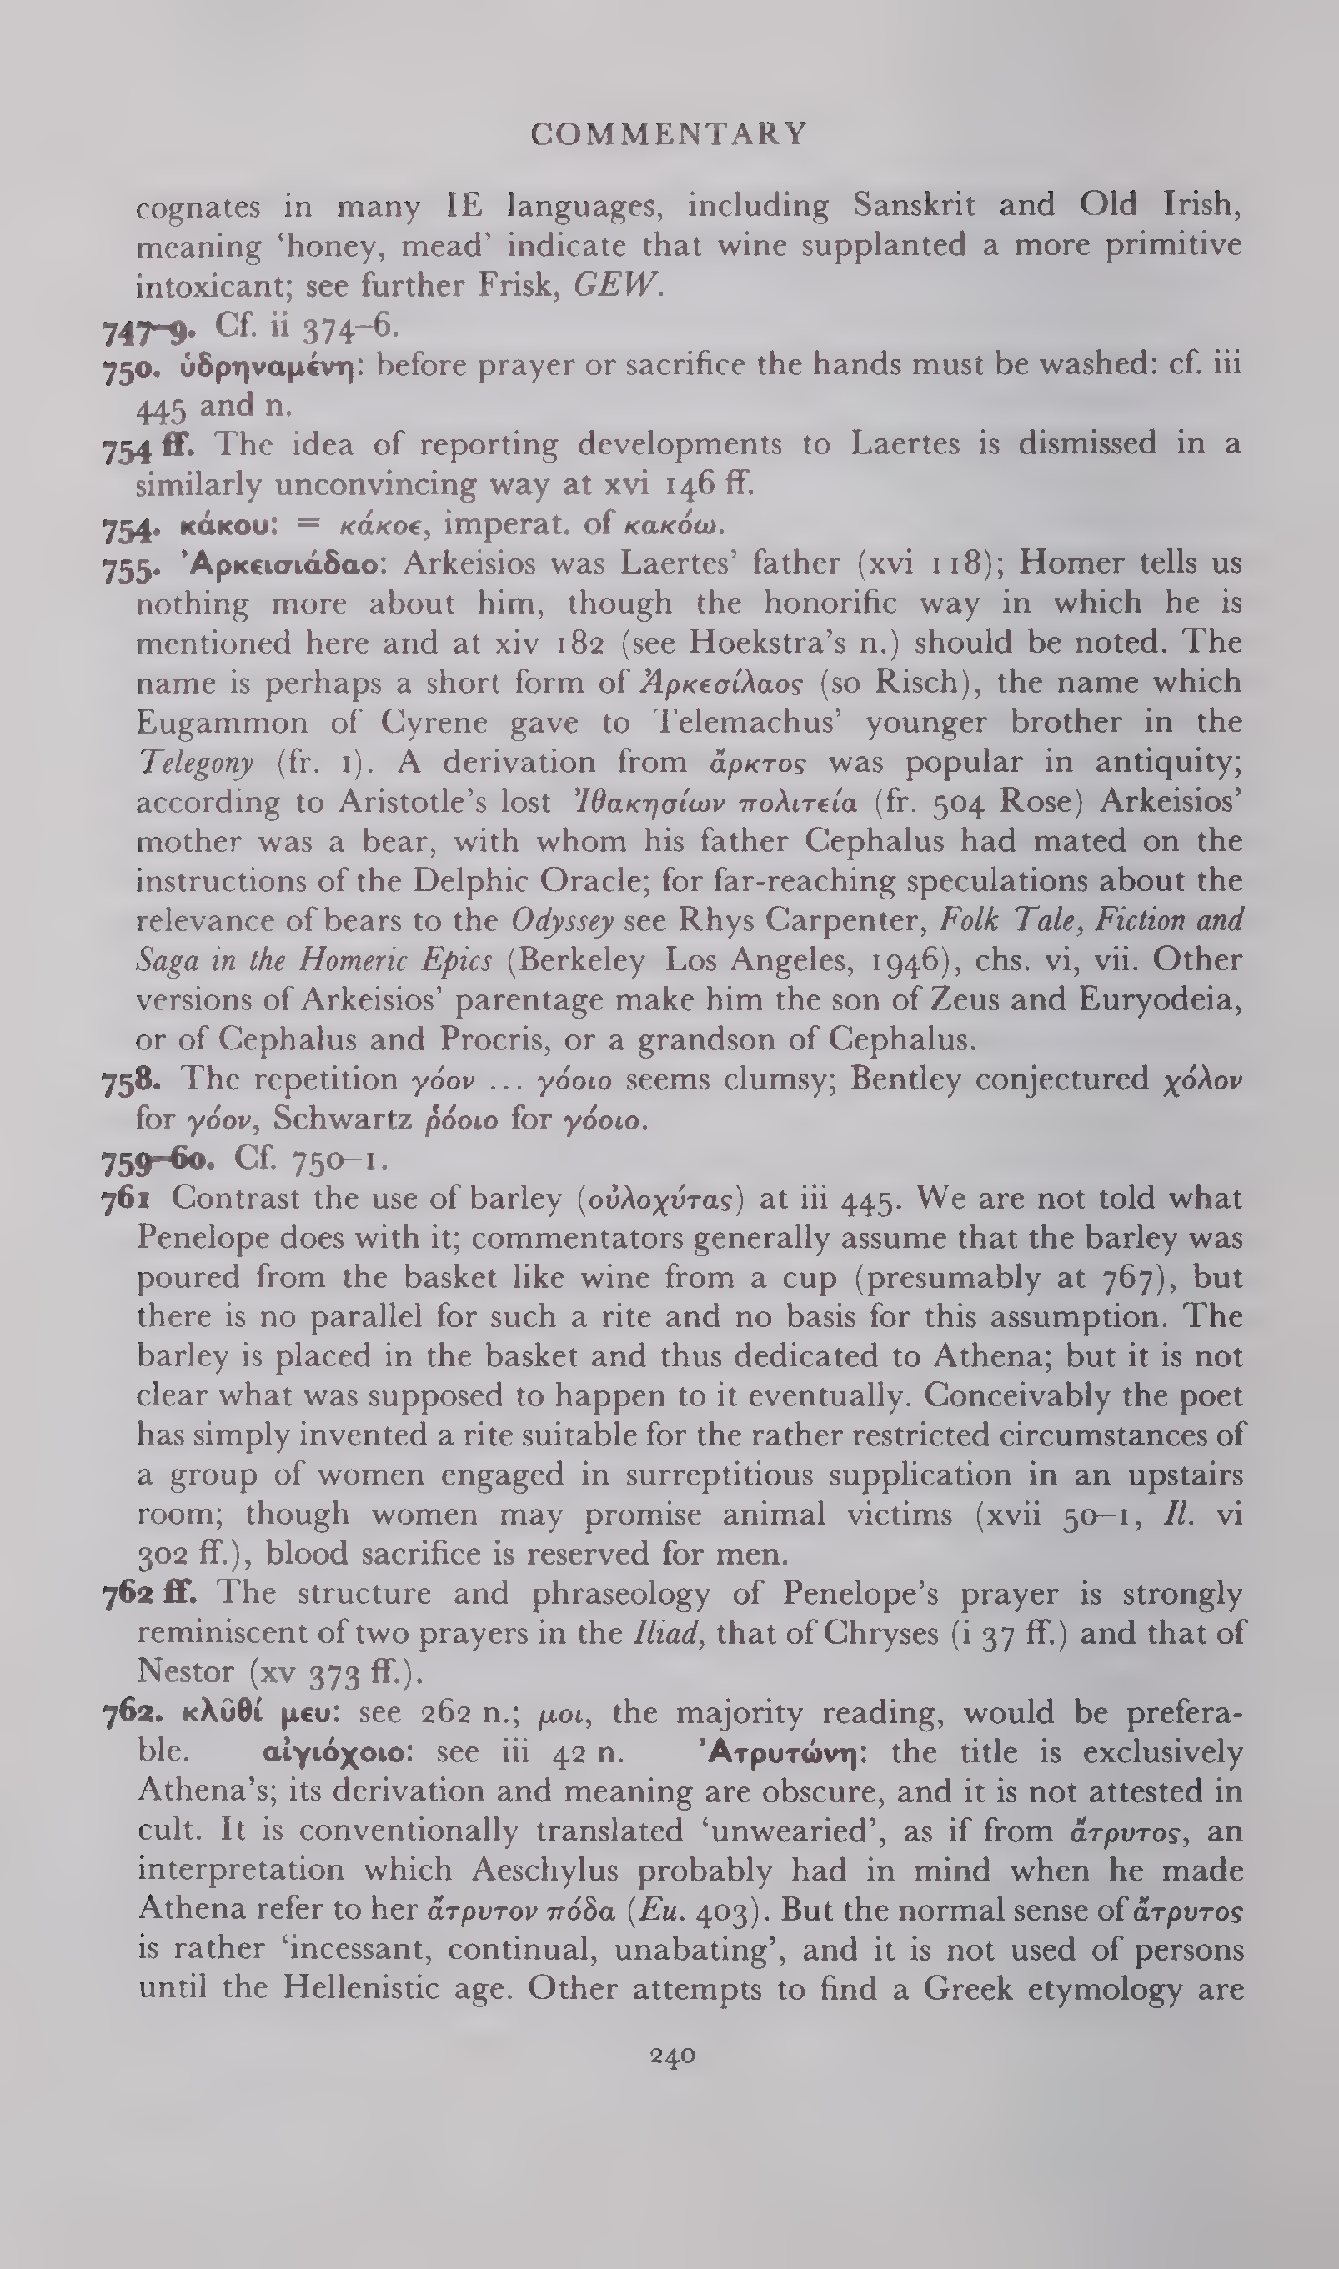 COMMENTARY
cognates in many IE languages, including Sanskrit and Old Irish,
meaning ‘honey, mead’ indicate that wine supplanted a more primitive
intoxicant; see further Frisk, GEW.
747–9. Cf. ii 374–6.
750. ὑδρηναμένη: before prayer or sacrifice the hands must be washed: cf. iii
445 and n.
754 ff. The idea of reporting developments to Laertes is dismissed in a
similarly unconvincing way at xvi 146 ff.
754. κάκου: = κάκοε, imperat. of κακόω.
755. Ἀρκεισιάδαο: Arkeisios was Laertes’ father (xvi 118); Homer tells us
nothing more about him, though the honorific way in which he is
mentioned here and at xiv 182 (see Hoekstra’s n.) should be noted. The
name is perhaps a short form of Ἀρκεσίλαος (so Risch), the name which
Eugammon of Cyrene gave to Telemachus’ younger brother in the
Telegony (fr. 1). A derivation from ἄρκτος was popular in antiquity;
according to Aristotle’s lost Ἰθακησίων πολιτεία (fr. 504 Rose) Arkeisios’
mother was a bear, with whom his father Cephalus had mated on the
instructions of the Delphic Oracle; for far-reaching speculations about the
relevance of bears to the Odyssey see Rhys Carpenter, Folk Tale, Fiction and
Saga in the Homeric Epics (Berkeley Los Angeles, 1946), chs. vi, vii. Other
versions of Arkeisios’ parentage make him the son of Zeus and Euryodeia,
or of Cephalus and Procris, or a grandson of Cephalus.
758. The repetition γόον ... γόοιο seems clumsy; Bentley conjectured χόλον
for γόον, Schwartz ῥόοιο for γόοιο.
759–60. Cf. 750–1.
761 Contrast the use of barley (οὐλοχύτας) at iii 445. We are not told what
Penelope does with it; commentators generally assume that the barley was
poured from the basket like wine from a cup (presumably at 767), but
there is no parallel for such a rite and no basis for this assumption. The
barley is placed in the basket and thus dedicated to Athena; but it is not
clear what was supposed to happen to it eventually. Conceivably the poet
has simply invented a rite suitable for the rather restricted circumstances of
a group of women engaged in surreptitious supplication in an upstairs
room; though women may promise animal victims (xvii 50–1, Il. vi
302 ff.), blood sacrifice is reserved for men.
762 ff. The structure and phraseology of Penelope’s prayer is strongly
reminiscent of two prayers in the Iliad, that of Chryses (i 37 ff.) and that of
Nestor (xv 373 ff.).
762. κλῦθί μευ: see 262 n.; μοι, the majority reading, would be prefera-
ble. αἰγιόχοιο: see iii 42 n. Ἀτρυτώνη: the title is exclusively
Athena’s; its derivation and meaning are obscure, and it is not attested in
cult. It is conventionally translated ‘unwearied’, as if from ἄτρυτος, an
interpretation which Aeschylus probably had in mind when he made
Athena refer to her ἄτρυτον πόδα (Eu. 403). But the normal sense of ἄτρυτος
is rather ‘incessant, continual, unabating’, and it is not used of persons
until the Hellenistic age. Other attempts to find a Greek etymology are
240